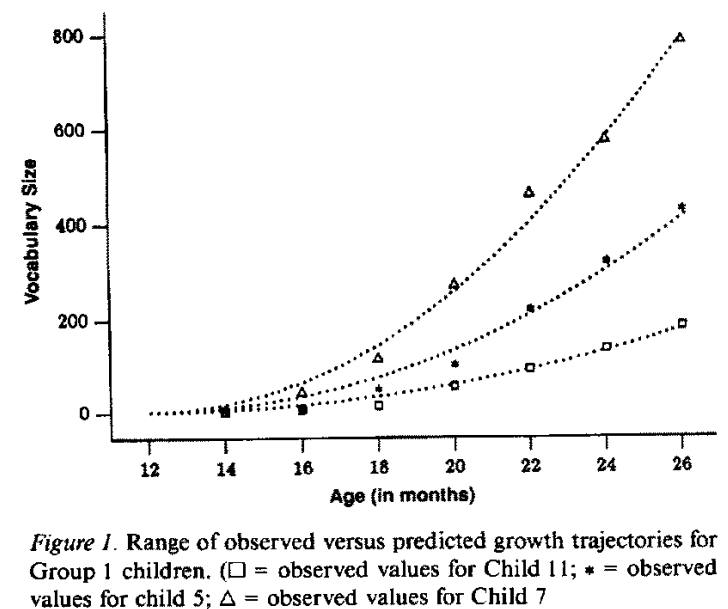 800
600
400
200
0
Vocabulary Size
12 14 16 18 20 22 24 26
Age (in months)
Figure 1. Range of observed versus predicted growth trajectories for
Group 1 children. (□ = observed values for Child 11; * = observed
values for child 5; △ = observed values for Child 7